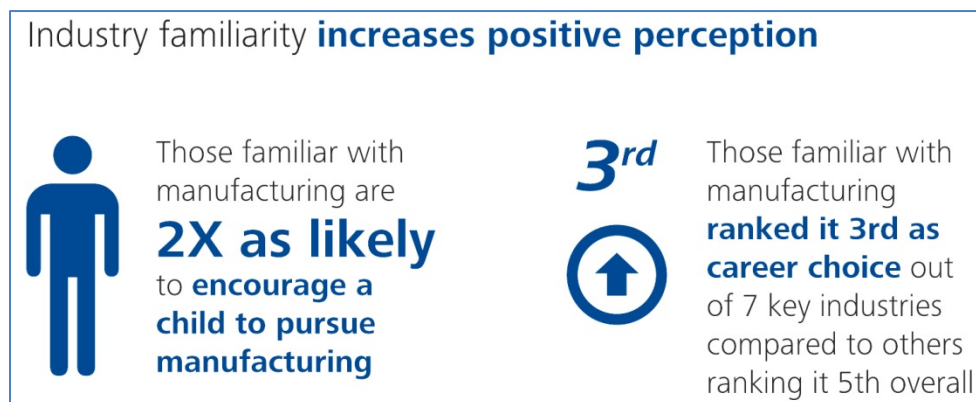 Industry familiarity increases positive perception
Those familiar with
manufacturing are
2X as likely
to encourage a
child to pursue
manufacturing
3rd
Those familiar with
manufacturing
ranked it 3rd as
career choice out
of 7 key industries
compared to others
ranking it 5th overall